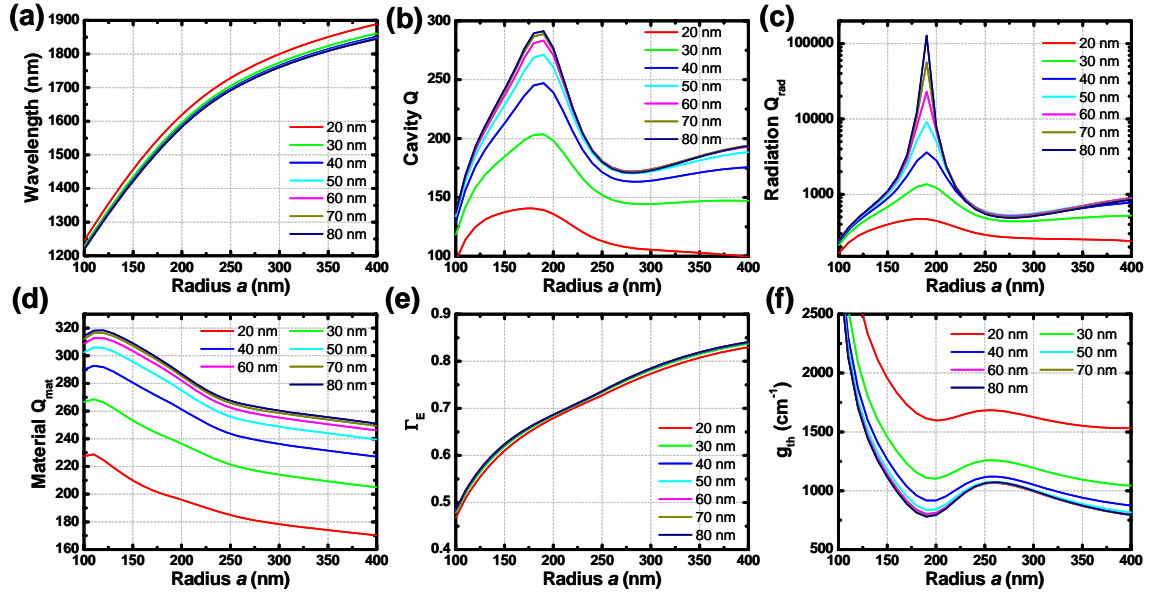 (a)
Wavelength (nm)
1900
1800
1700
1600
1500
1400
1300
1200
20 nm
30 nm
40 nm
50 nm
60 nm
70 nm
80 nm
100 150 200 250 300 350 400
Radius a (nm)
(b)
Cavity Q
300
250
200
150
100
20 nm
30 nm
40 nm
50 nm
60 nm
70 nm
80 nm
100 150 200 250 300 350 400
Radius a (nm)
(c)
Radiation Qrad
100000
10000
1000
20 nm
30 nm
40 nm
50 nm
60 nm
70 nm
80 nm
100 150 200 250 300 350 400
Radius a (nm)
(d)
Material Qmat
320
300
280
260
240
220
200
180
160
20 nm 30 nm
40 nm 50 nm
60 nm 70 nm
80 nm
100 150 200 250 300 350 400
Radius a (nm)
(e)
ΓE
0.9
0.8
0.7
0.6
0.5
0.4
20 nm
30 nm
40 nm
50 nm
60 nm
70 nm
80 nm
100 150 200 250 300 350 400
Radius a (nm)
(f)
gth (cm-1)
2500
2000
1500
1000
500
20 nm 30 nm
40 nm 50 nm
60 nm 70 nm
80 nm
100 150 200 250 300 350 400
Radius a (nm)